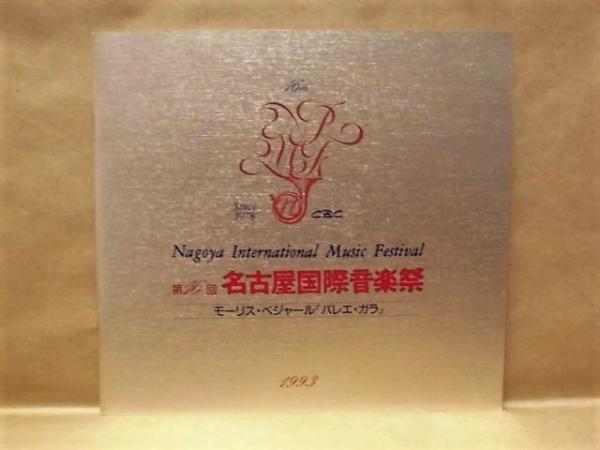 16th
Since
1978
CBC
Nagoya International Music Festival
第16回 名古屋国際音楽祭
モーリス・ベジャール『バレエ・ガラ』
1993